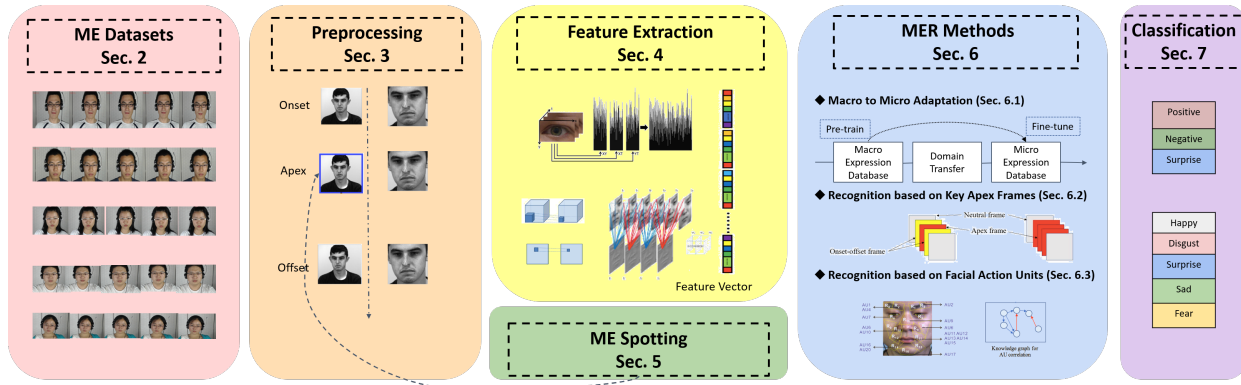 ME Datasets
Sec. 2
Preprocessing
Sec. 3
Onset
Apex
Offset
Feature Extraction
Sec. 4
Feature Vector
ME Spotting
Sec. 5
MER Methods
Sec. 6
◆ Macro to Micro Adaptation (Sec. 6.1)
Pre-train
Fine-tune
Macro
Expression
Database
Domain
Transfer
Micro
Expression
Database
◆ Recognition based on Key Apex Frames (Sec. 6.2)
Neutral frame
Apex frame
Onset-offset frame
◆ Recognition based on Facial Action Units (Sec. 6.3)
AU2
AU17
Knowledge graph for
AU correlation
Classification
Sec. 7
Positive
Negative
Surprise
Happy
Disgust
Surprise
Sad
Fear